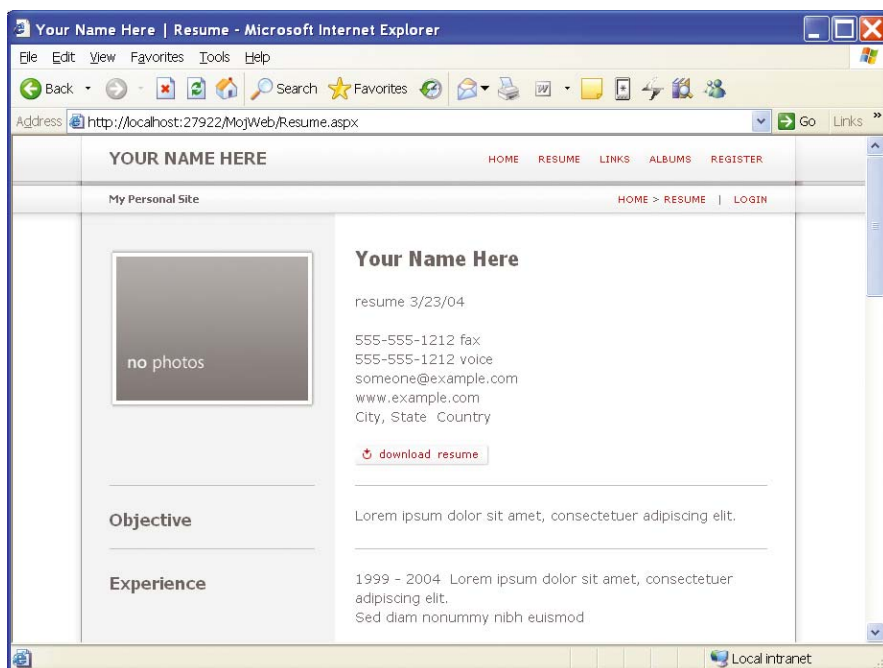 Your Name Here | Resume - Microsoft Internet Explorer
File Edit View Favorites Tools Help
Back Search Favorites
Address http://localhost:27922/MojWeb/Resume.aspx Go Links »
YOUR NAME HERE HOME RESUME LINKS ALBUMS REGISTER
My Personal Site HOME > RESUME | LOGIN
Your Name Here
resume 3/23/04
555-555-1212 fax
555-555-1212 voice
no photos
someone@example.com
www.example.com
City, State Country
download resume
Objective Lorem ipsum dolor sit amet, consectetuer adipiscing elit.
Experience 1999 - 2004 Lorem ipsum dolor sit amet, consectetuer
adipiscing elit.
Sed diam nonummy nibh euismod
Local intranet